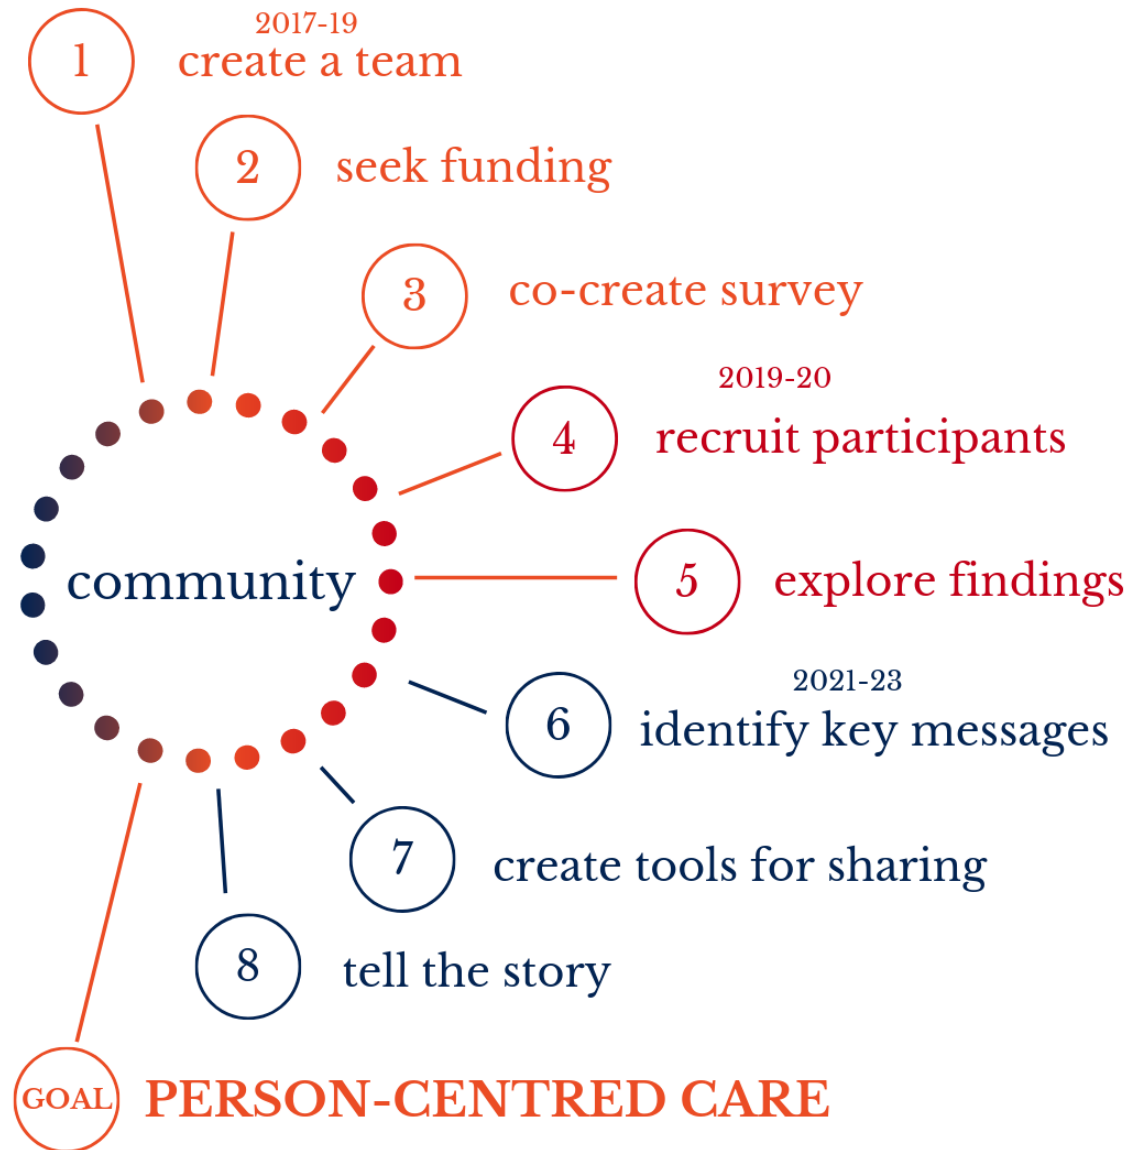 2017-19
1 create a team
2 seek funding
3 co-create survey
2019-20
4 recruit participants
community
5 explore findings
2021-23
6 identify key messages
7 create tools for sharing
8 tell the story
GOAL PERSON-CENTRED CARE